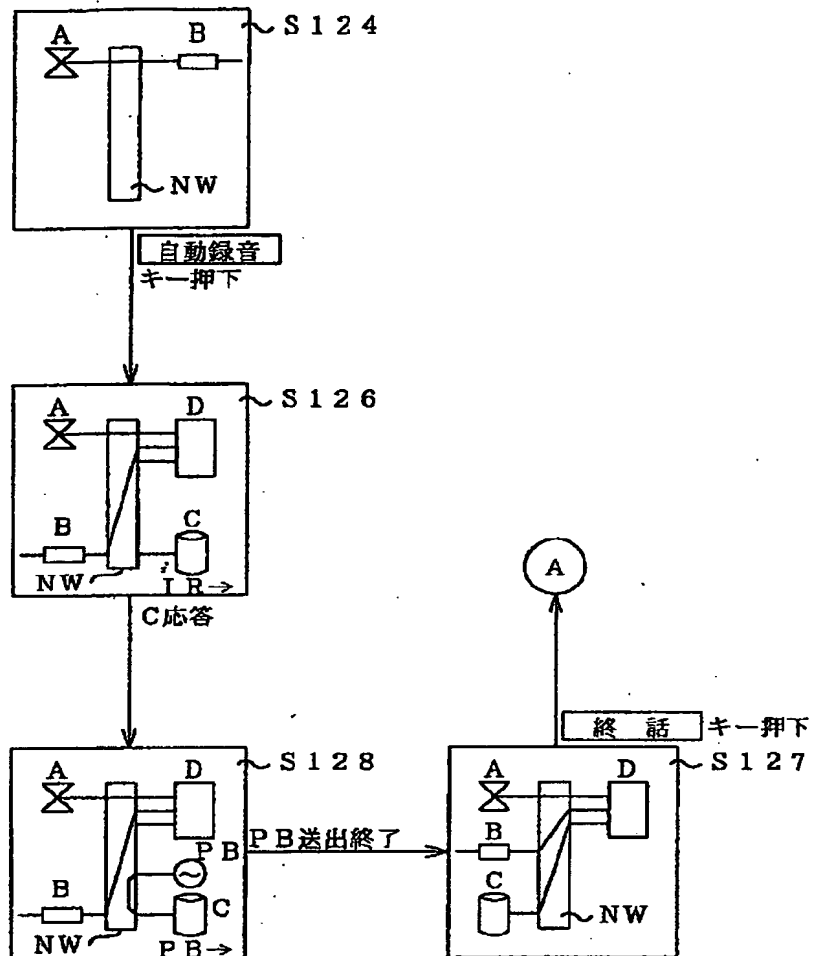 A B S124
NW
自動録音
キー押下
A D S126
B C
NW IR→
C応答
A
終 話 キー押下
A D S128
PB送出終了
PB
B C
NW PB→
A D S127
B
C
NW